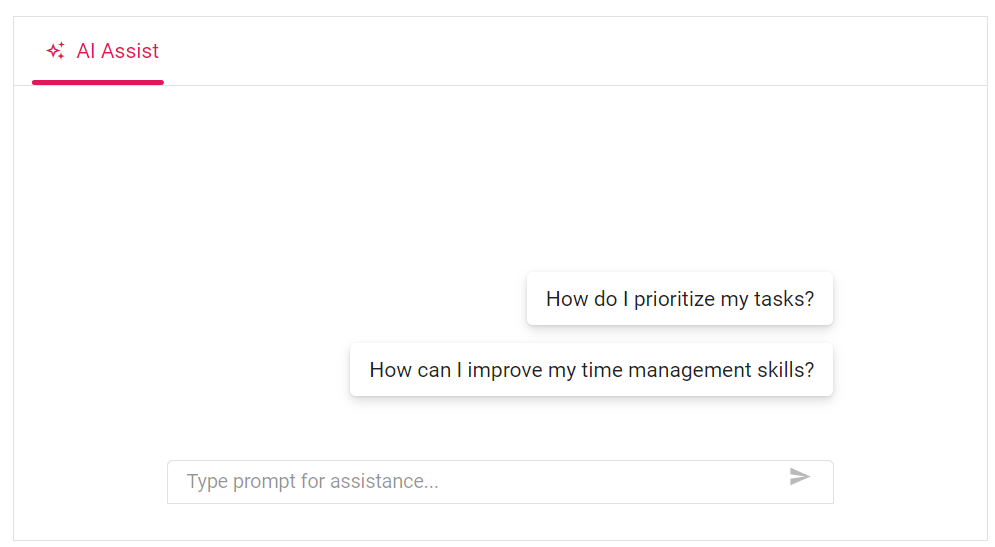 AI Assist
How do I prioritize my tasks?
How can I improve my time management skills?
Type prompt for assistance...